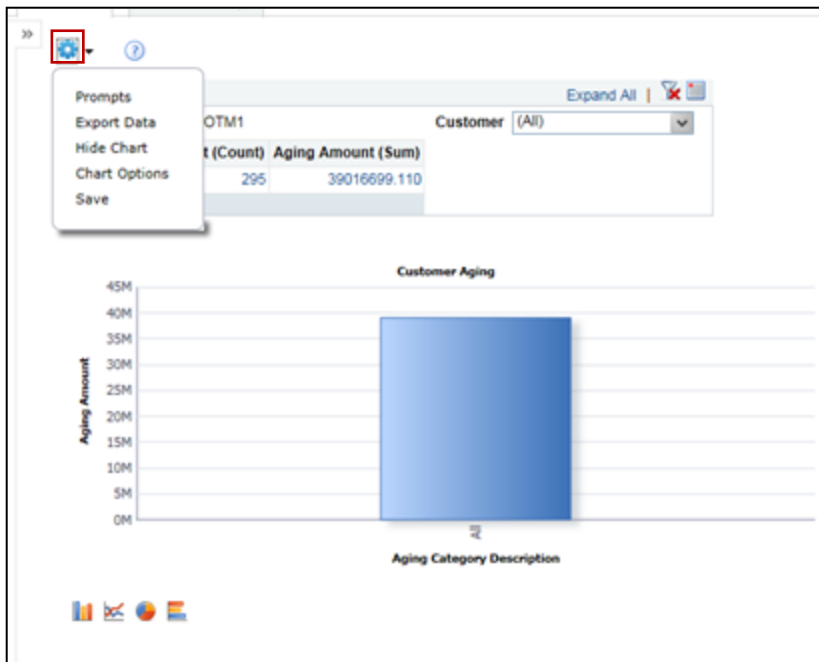 »
?
Prompts
Export Data
Hide Chart
Chart Options
Save
Expand All |
OTM1
Customer (All)
t (Count) Aging Amount (Sum)
295 39016699.110
Customer Aging
45M
40M
35M
30M
25M
20M
15M
10M
5M
0M
Aging Amount
All
Aging Category Description